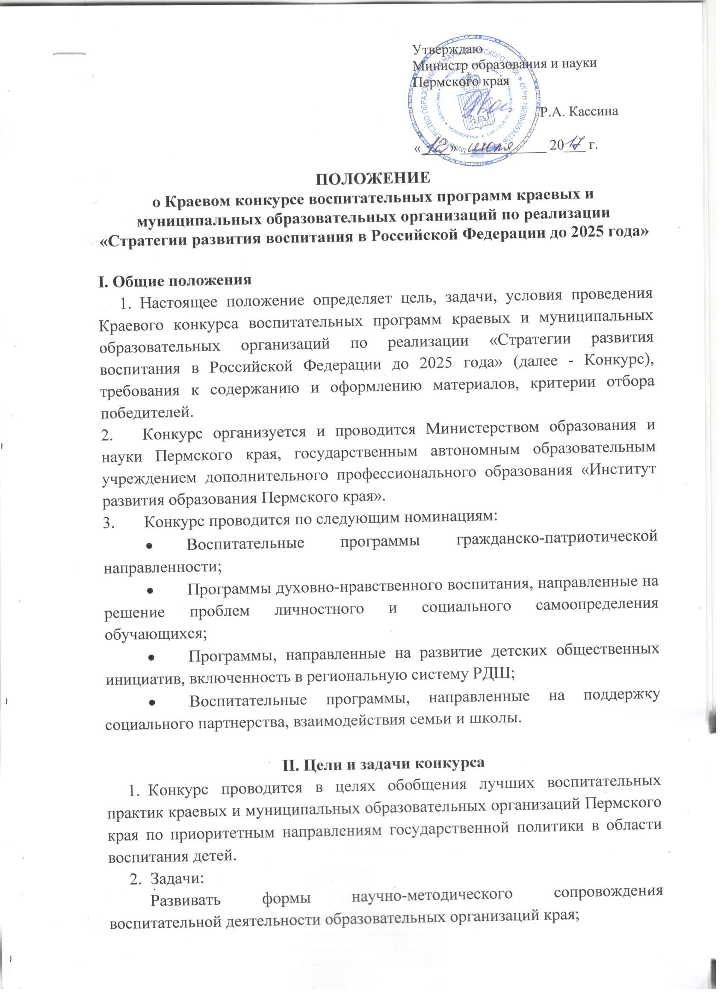 Утверждаю
Министр образования и науки
Пермского края
Р.А. Кассина
«12» 2017 г.
ПОЛОЖЕНИЕ
о Краевом конкурсе воспитательных программ краевых и
муниципальных образовательных организаций по реализации
«Стратегии развития воспитания в Российской Федерации до 2025 года»
I. Общие положения
1. Настоящее положение определяет цель, задачи, условия проведения
Краевого конкурса воспитательных программ краевых и муниципальных
образовательных организаций по реализации «Стратегии развития
воспитания в Российской Федерации до 2025 года» (далее - Конкурс),
требования к содержанию и оформлению материалов, критерии отбора
победителей.
2. Конкурс организуется и проводится Министерством образования и
науки Пермского края, государственным автономным образовательным
учреждением дополнительного профессионального образования «Институт
развития образования Пермского края».
3. Конкурс проводится по следующим номинациям:
• Воспитательные программы гражданско-патриотической
направленности;
• Программы духовно-нравственного воспитания, направленные на
решение проблем личностного и социального самоопределения
обучающихся;
• Программы, направленные на развитие детских общественных
инициатив, включенность в региональную систему РДШ;
• Воспитательные программы, направленные на поддержку
социального партнерства, взаимодействия семьи и школы.
II. Цели и задачи конкурса
1. Конкурс проводится в целях обобщения лучших воспитательных
практик краевых и муниципальных образовательных организаций Пермского
края по приоритетным направлениям государственной политики в области
воспитания детей.
2. Задачи:
Развивать формы научно-методического сопровождения
воспитательной деятельности образовательных организаций края;